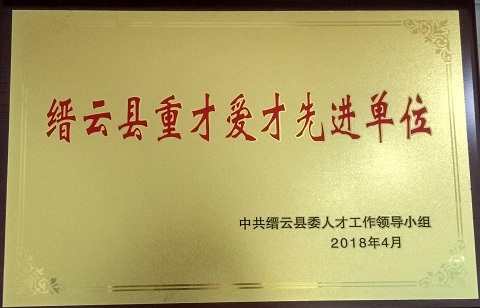 缙云县重才爱才先进单位
中共缙云县委人才工作领导小组
2018年4月